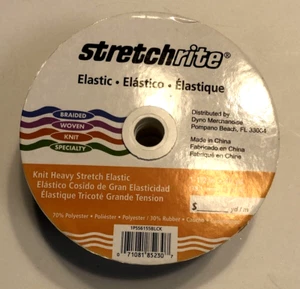 stretchrite®
Elastic • Elástico • Élastique
BRAIDED
WOVEN
KNIT
SPECIALTY
Distributed by
Dyno Merchandise
Pompano Beach, FL 33064
Made in China
Fabricado en China
Fabriqué en Chine
Knit Heavy Stretch Elastic
Elástico Cosido de Gran Elasticidad
Élastique Tricoté Grande Tension
$ yd / m
70% Polyester • Poliester • Polyester / 30% Rubber •